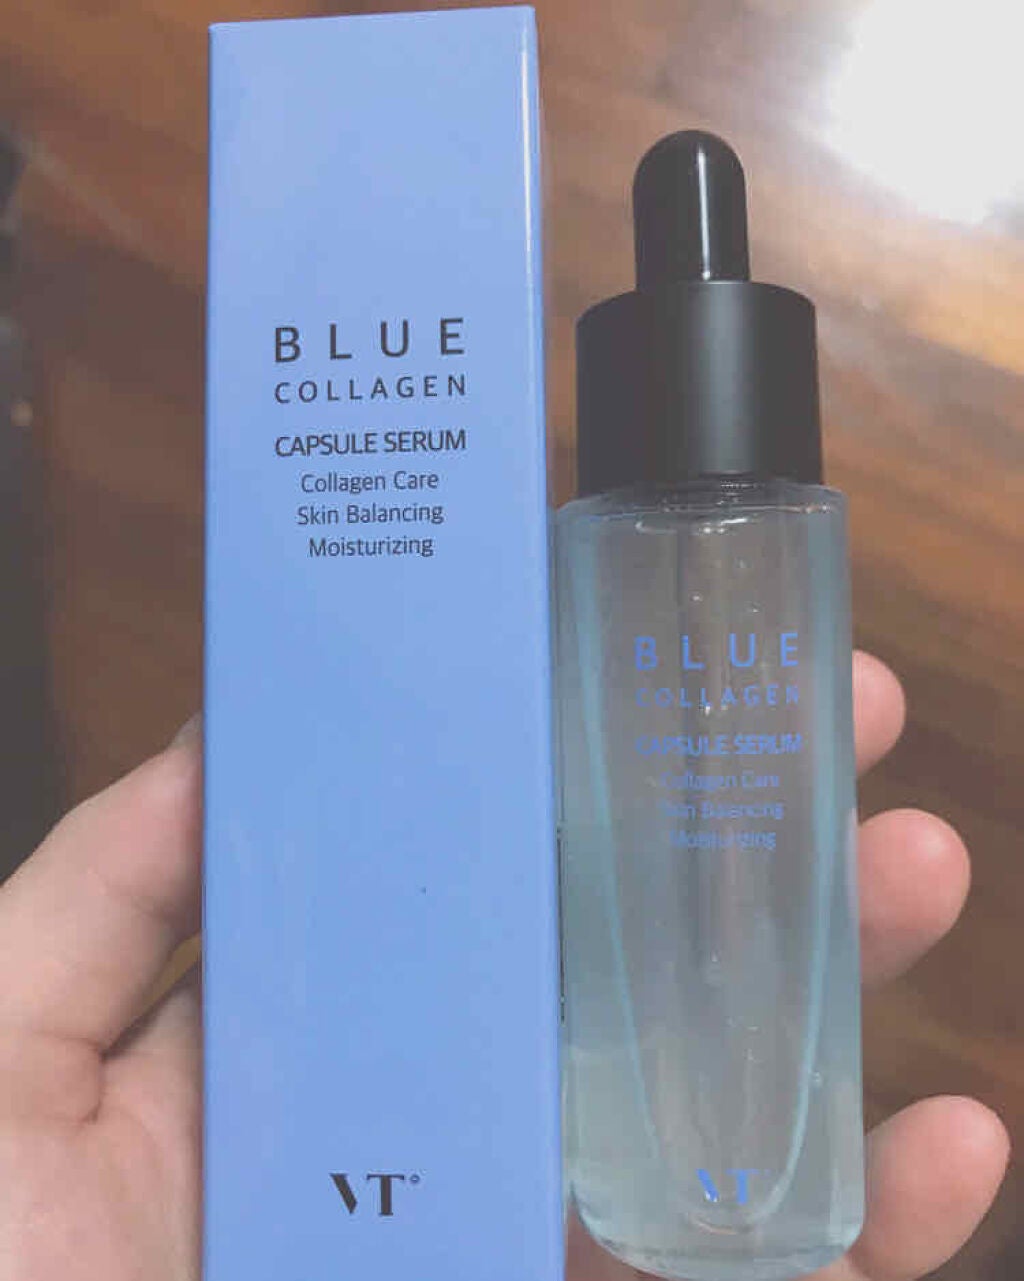 BLUE
COLLAGEN
CAPSULE SERUM
Collagen Care
Skin Balancing
Moisturizing
VT
BLUE
COLLAGEN
CAPSULE SERUM
Collagen Care
Skin Balancing
Moisturizing
VT